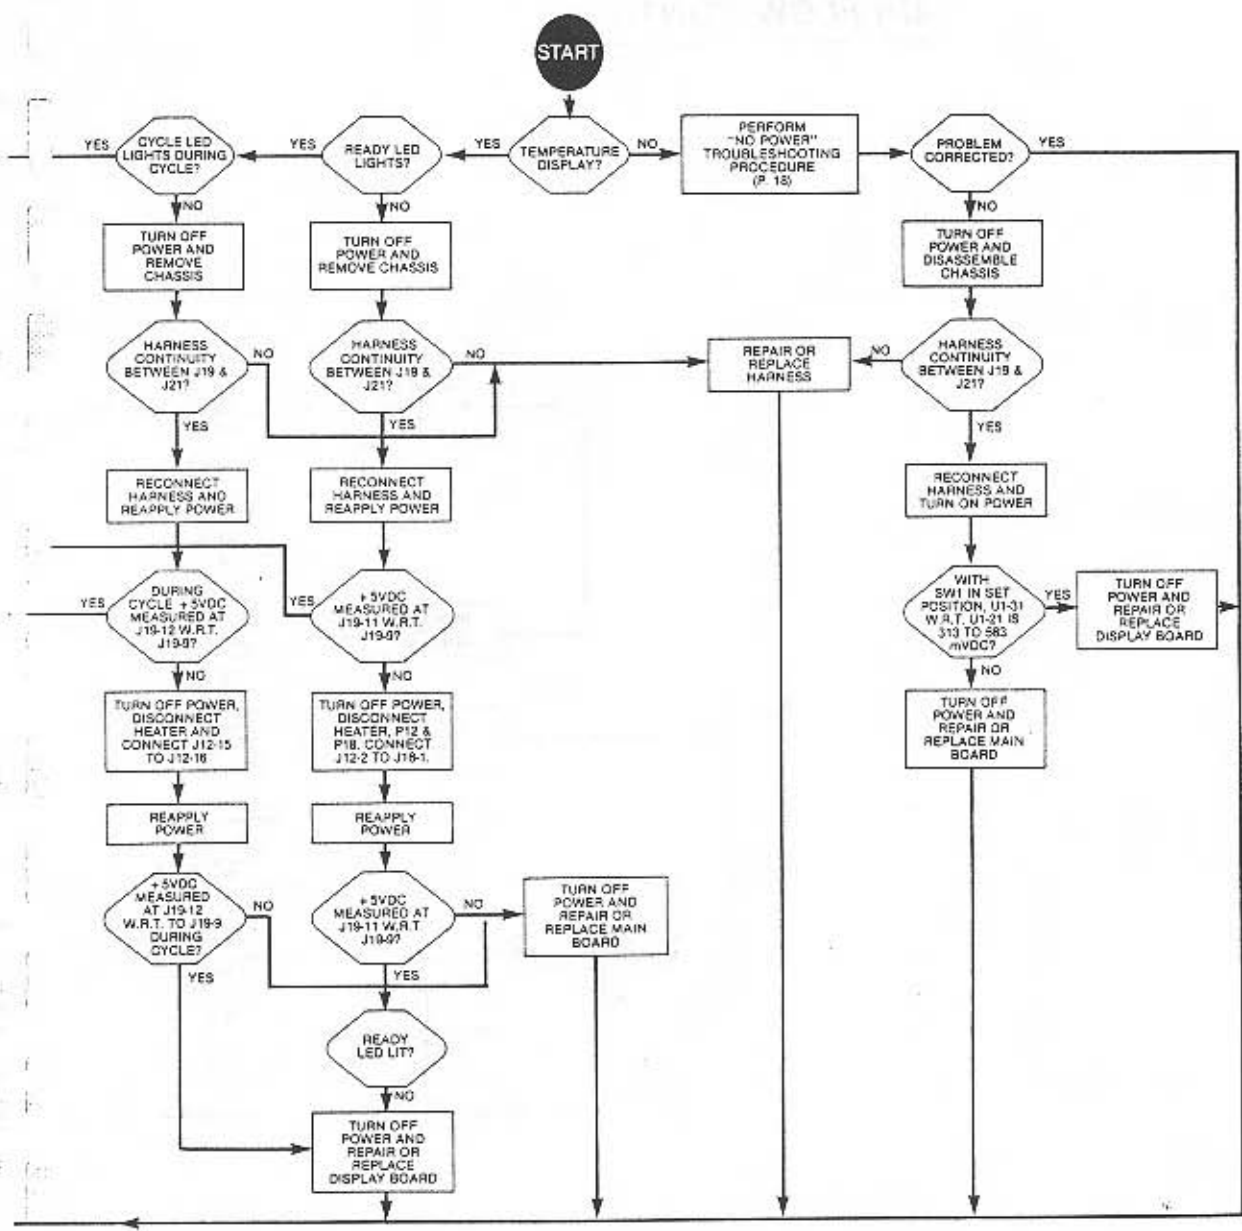 START
TEMPERATURE
DISPLAY?
YES
NO
READY LED
LIGHTS?
YES
NO
CYCLE LED
LIGHTS DURING
CYCLE?
YES
NO
PERFORM
"NO POWER"
TROUBLESHOOTING
PROCEDURE
(P. 18)
PROBLEM
CORRECTED?
YES
NO
TURN OFF
POWER AND
REMOVE
CHASSIS
TURN OFF
POWER AND
REMOVE CHASSIS
TURN OFF
POWER AND
DISASSEMBLE
CHASSIS
HARNESS
CONTINUITY
BETWEEN J19 &
J21?
NO
YES
HARNESS
CONTINUITY
BETWEEN J19 &
J21?
NO
YES
REPAIR OR
REPLACE
HARNESS
NO
HARNESS
CONTINUITY
BETWEEN J19 &
J21?
YES
RECONNECT
HARNESS AND
REAPPLY POWER
RECONNECT
HARNESS AND
REAPPLY POWER
RECONNECT
HARNESS AND
TURN ON POWER
YES
DURING
CYCLE +5VDC
MEASURED AT
J19-12 W.R.T.
J19-9?
NO
YES
+5VDC
MEASURED AT
J19-11 W.R.T.
J19-9?
NO
WITH
SW1 IN SET
POSITION, U1-31
W.R.T. U1-21 IS
313 TO 583
mVDC?
YES
NO
TURN OFF
POWER AND
REPAIR OR
REPLACE
DISPLAY BOARD
TURN OFF POWER,
DISCONNECT
HEATER AND
CONNECT J12-15
TO J12-16
TURN OFF POWER,
DISCONNECT
HEATER, P12 &
P18. CONNECT
J12-2 TO J18-1.
TURN OFF
POWER AND
REPAIR OR
REPLACE MAIN
BOARD
REAPPLY
POWER
REAPPLY
POWER
+5VDC
MEASURED
AT J19-12
W.R.T. TO J19-9
DURING
CYCLE?
NO
YES
+5VDC
MEASURED AT
J19-11 W.R.T
J19-9?
NO
YES
TURN OFF
POWER AND
REPAIR OR
REPLACE MAIN
BOARD
READY
LED LIT?
NO
TURN OFF
POWER AND
REPAIR OR
REPLACE
DISPLAY BOARD